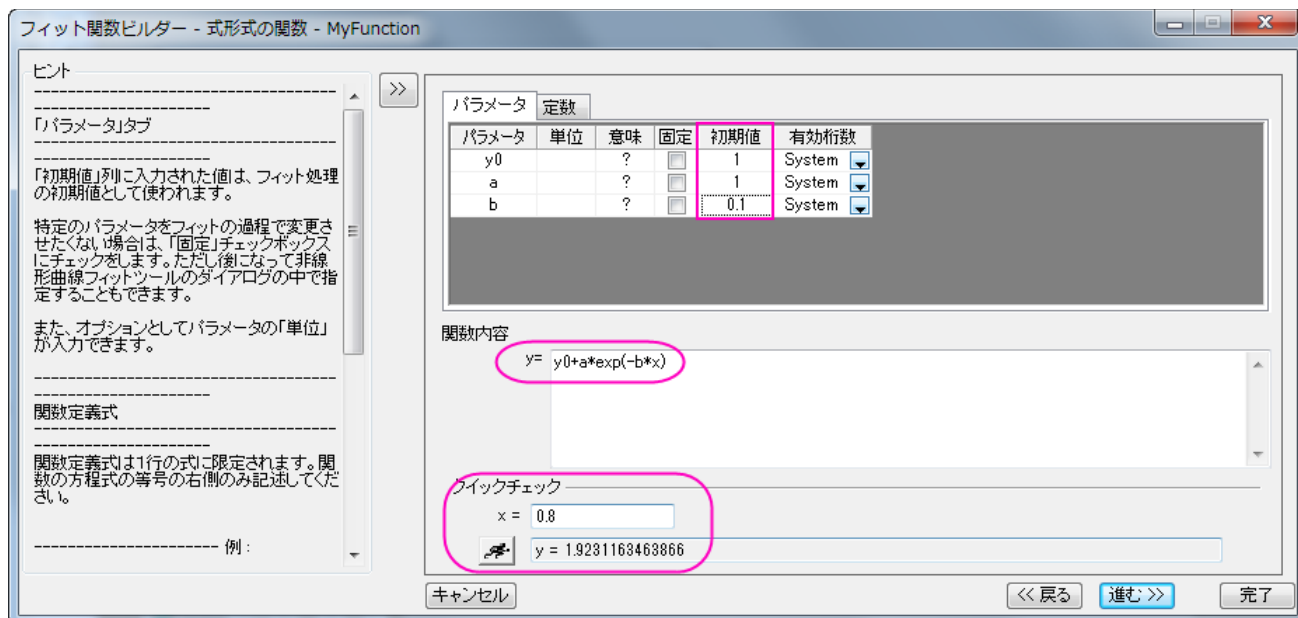 フィット関数ビルダー - 式形式の関数 - MyFunction
ヒント
------------------------------------
---------------------
「パラメータ」タブ
------------------------------------
---------------------
「初期値」列に入力された値は、フィット処理
の初期値として使われます。
特定のパラメータをフィットの過程で変更さ
せたくない場合は、「固定」チェックボックス
にチェックをします。ただし後になって非線
形曲線フィットツールのダイアログの中で指
定することもできます。
また、オプションとしてパラメータの「単位」
が入力できます。
------------------------------------
---------------------
関数定義式
------------------------------------
---------------------
関数定義式は1行の式に限定されます。関
数の方程式の等号の右側のみ記述してくだ
さい。
---------------------- 例：
>>
パラメータ 定数
パラメータ 単位 意味 固定 初期値 有効桁数
y0 ? 1 System
a ? 1 System
b ? 0.1 System
関数内容
y= y0+a*exp(-b*x)
クイックチェック
x = 0.8
y = 1.9231163463866
キャンセル << 戻る 進む >> 完了